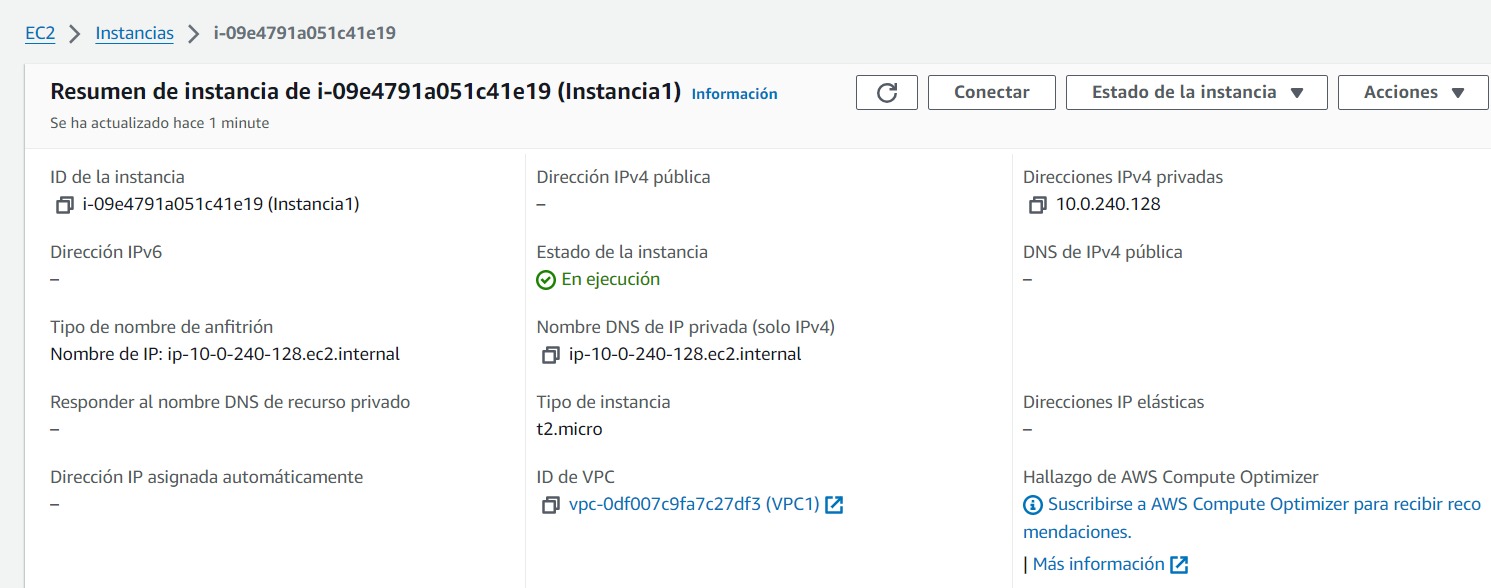 EC2 > Instancias > i-09e4791a051c41e19
Resumen de instancia de i-09e4791a051c41e19 (Instancia1) Información
Conectar
Estado de la instancia
Acciones
Se ha actualizado hace 1 minute
ID de la instancia
i-09e4791a051c41e19 (Instancia1)
Dirección IPv4 pública
–
Direcciones IPv4 privadas
10.0.240.128
Dirección IPv6
–
Estado de la instancia
En ejecución
DNS de IPv4 pública
–
Tipo de nombre de anfitrión
Nombre de IP: ip-10-0-240-128.ec2.internal
Nombre DNS de IP privada (solo IPv4)
ip-10-0-240-128.ec2.internal
Responder al nombre DNS de recurso privado
–
Tipo de instancia
t2.micro
Direcciones IP elásticas
–
Dirección IP asignada automáticamente
–
ID de VPC
vpc-0df007c9fa7c27df3 (VPC1)
Hallazgo de AWS Compute Optimizer
Suscribirse a AWS Compute Optimizer para recibir reco
mendaciones.
| Más información